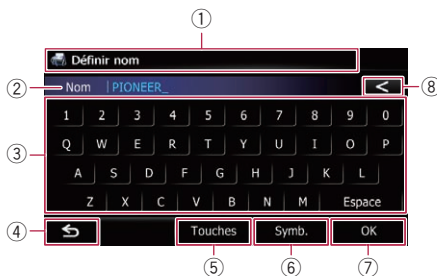 ①
Définir nom
② Nom PIONEER_ < ⑧
③
1 2 3 4 5 6 7 8 9 0
Q W E R T Y U I O P
A S D F G H J K L
Z X C V B N M Espace
④ Touches Symb. OK
⑤ ⑥ ⑦